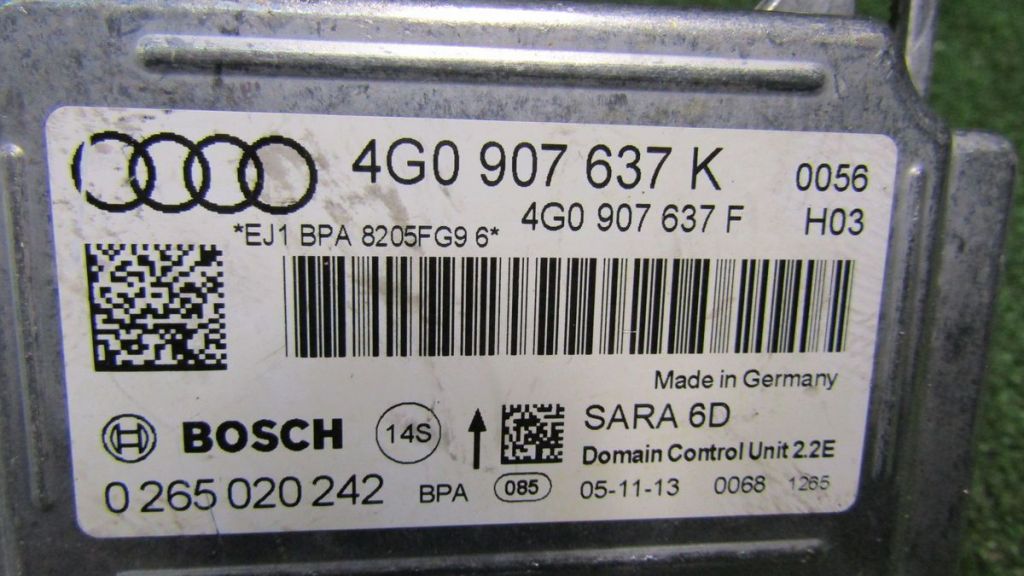 4G0 907 637 K 0056
4G0 907 637 F H03
*EJ1 BPA 8205FG9 6*
Made in Germany
BOSCH 14S SARA 6D
Domain Control Unit 2.2E
0 265 020 242 BPA 085 05-11-13 0068 1265